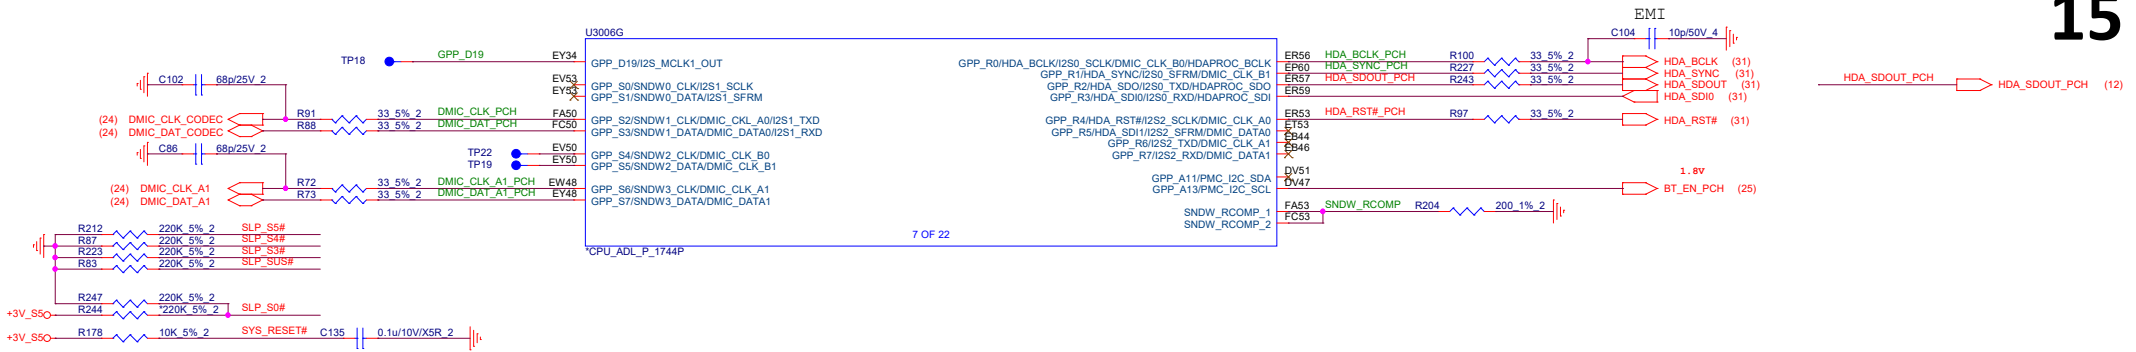 EMI
15
U3006G
C104 10p/50V_4
TP18 GPP_D19 EY34 GPP_D19/I2S_MCLK1_OUT
GPP_R0/HDA_BCLK/I2S0_SCLK/DMIC_CLK_B0/HDAPROC_BCLK ER56 HDA_BCLK_PCH R100 33_5%_2 HDA_BCLK (31)
GPP_R1/HDA_SYNC/I2S0_SFRM/DMIC_CLK_B1 EP60 HDA_SYNC_PCH R227 33_5%_2 HDA_SYNC (31)
C102 68p/25V_2 EV53 GPP_S0/SNDW0_CLK/I2S1_SCLK
GPP_R2/HDA_SDO/I2S0_TXD/HDAPROC_SDO ER57 HDA_SDOUT_PCH R243 33_5%_2 HDA_SDOUT (31)
HDA_SDOUT_PCH HDA_SDOUT_PCH (12)
EY53 GPP_S1/SNDW0_DATA/I2S1_SFRM
GPP_R3/HDA_SDI0/I2S0_RXD/HDAPROC_SDI ER59 HDA_SDI0 (31)
(24) DMIC_CLK_CODEC R91 33_5%_2 DMIC_CLK_PCH FA50 GPP_S2/SNDW1_CLK/DMIC_CKL_A0/I2S1_TXD
GPP_R4/HDA_RST#/I2S2_SCLK/DMIC_CLK_A0 ER53 HDA_RST#_PCH R97 33_5%_2 HDA_RST# (31)
(24) DMIC_DAT_CODEC R88 33_5%_2 DMIC_DAT_PCH FC50 GPP_S3/SNDW1_DATA/DMIC_DATA0/I2S1_RXD
GPP_R5/HDA_SDI1/I2S2_SFRM/DMIC_DATA0 ET53
GPP_R6/I2S2_TXD/DMIC_CLK_A1 EB44
C86 68p/25V_2 TP22 EV50 GPP_S4/SNDW2_CLK/DMIC_CLK_B0
GPP_R7/I2S2_RXD/DMIC_DATA1 EB46
TP19 EY50 GPP_S5/SNDW2_DATA/DMIC_CLK_B1
1.8V
GPP_A11/PMC_I2C_SDA DV51
(24) DMIC_CLK_A1 R72 33_5%_2 DMIC_CLK_A1_PCH EW48 GPP_S6/SNDW3_CLK/DMIC_CLK_A1
GPP_A13/PMC_I2C_SCL DV47 BT_EN_PCH (25)
(24) DMIC_DAT_A1 R73 33_5%_2 DMIC_DAT_A1_PCH EY48 GPP_S7/SNDW3_DATA/DMIC_DATA1
SNDW_RCOMP_1 FA53 SNDW_RCOMP R204 200_1%_2
SNDW_RCOMP_2 FC53
R212 220K_5%_2 SLP_S5#
7 OF 22
R87 220K_5%_2 SLP_S4#
R223 220K_5%_2 SLP_S3#
*CPU_ADL_P_1744P
R83 220K_5%_2 SLP_SUS#
R247 220K_5%_2
+3V_S5 R244 *220K_5%_2 SLP_S0#
+3V_S5 R178 10K_5%_2 SYS_RESET# C135 0.1u/10V/X5R_2